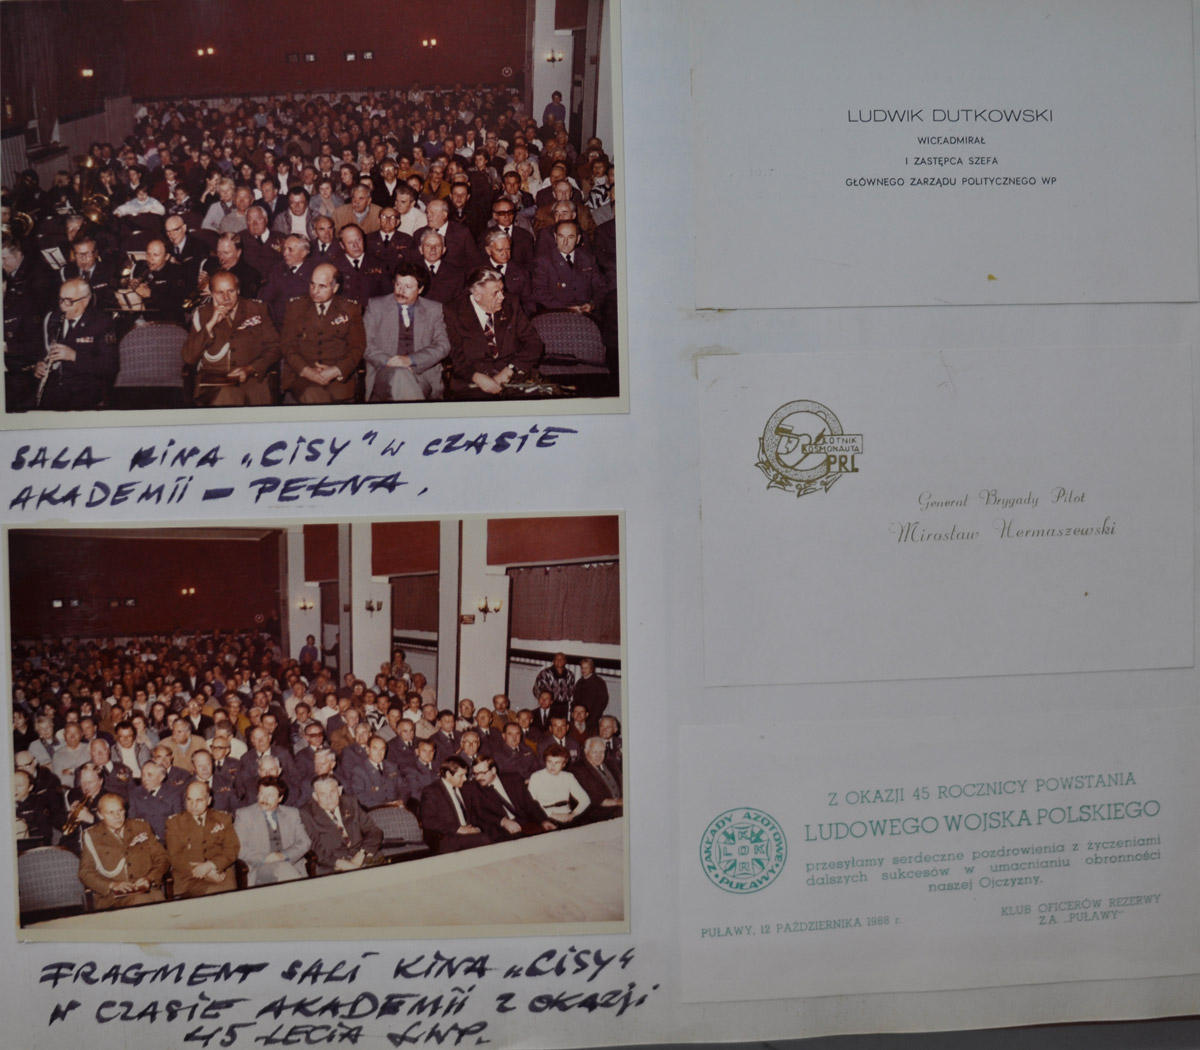 SALA KINA „CISY" W CZASIE
AKADEMII – PEŁNA.
FRAGMENT SALI KINA „CISY"
W CZASIE AKADEMII Z OKAZJI
45 LECIA LWP.
LUDWIK DUTKOWSKI
WICEADMIRAŁ
I ZASTĘPCA SZEFA
GŁÓWNEGO ZARZĄDU POLITYCZNEGO WP
LOTNIK
KOSMONAUTA
PRL
Generał Brygady Pilot
Mirosław Hermaszewski
Z OKAZJI 45 ROCZNICY POWSTANIA
LUDOWEGO WOJSKA POLSKIEGO
przesyłamy serdeczne pozdrowienia z życzeniami
dalszych sukcesów w umacnianiu obronności
naszej Ojczyzny.
ZAKŁADY AZOTOWE
PUŁAWY
KLUB OFICERÓW REZERWY
Z.A. „PUŁAWY"
PUŁAWY, 12 PAŹDZIERNIKA 1988 r.